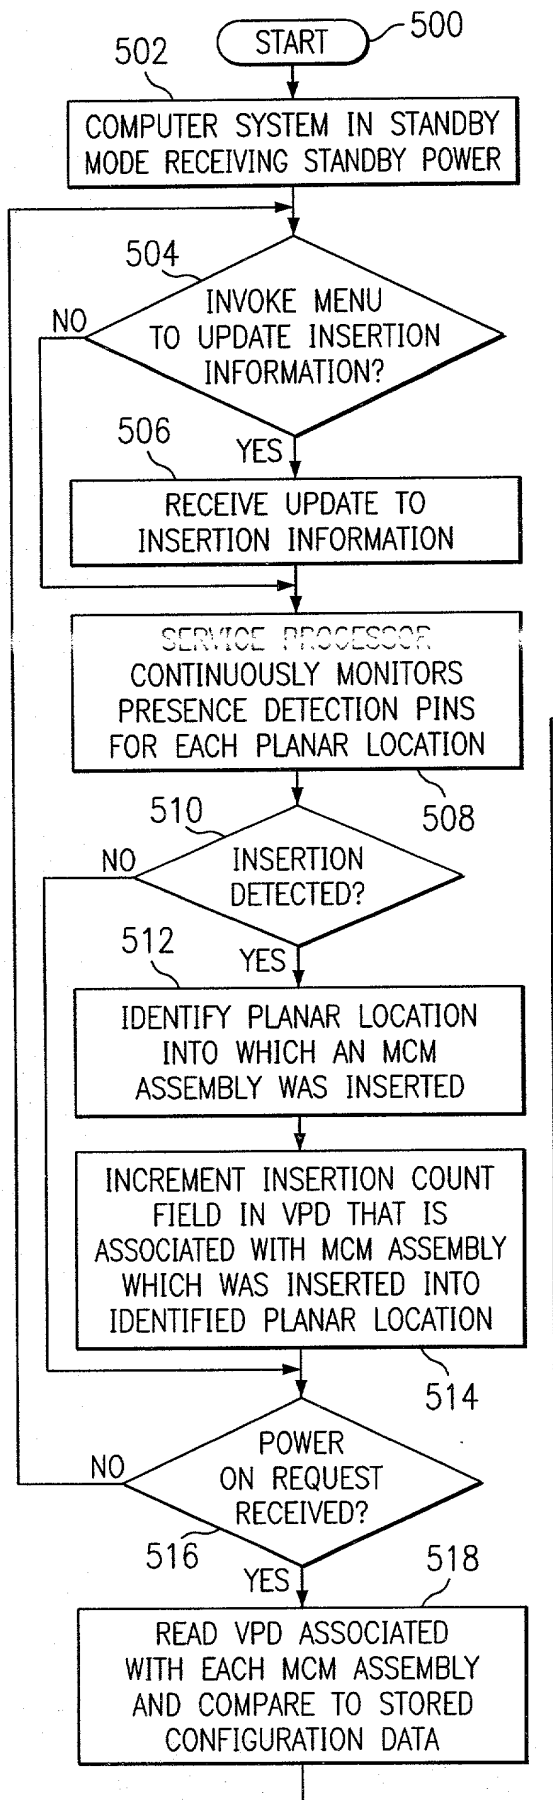 START
500
502
COMPUTER SYSTEM IN STANDBY
MODE RECEIVING STANDBY POWER
504
INVOKE MENU
TO UPDATE INSERTION
INFORMATION?
NO
YES
506
RECEIVE UPDATE TO
INSERTION INFORMATION
SERVICE PROCESSOR
CONTINUOUSLY MONITORS
PRESENCE DETECTION PINS
FOR EACH PLANAR LOCATION
508
510
INSERTION
DETECTED?
NO
YES
512
IDENTIFY PLANAR LOCATION
INTO WHICH AN MCM
ASSEMBLY WAS INSERTED
INCREMENT INSERTION COUNT
FIELD IN VPD THAT IS
ASSOCIATED WITH MCM ASSEMBLY
WHICH WAS INSERTED INTO
IDENTIFIED PLANAR LOCATION
514
POWER
ON REQUEST
RECEIVED?
NO
516
YES
518
READ VPD ASSOCIATED
WITH EACH MCM ASSEMBLY
AND COMPARE TO STORED
CONFIGURATION DATA